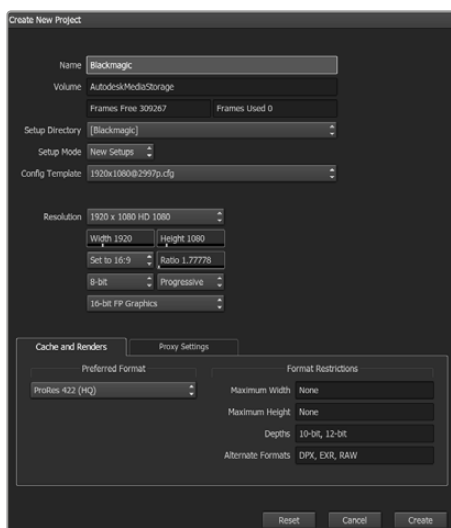 Create New Project
Name Blackmagic
Volume AutodeskMediaStorage
Frames Free 309267 Frames Used 0
Setup Directory [Blackmagic]
Setup Mode New Setups
Config Template 1920x1080@2997p.cfg
Resolution 1920 x 1080 HD 1080
Width 1920 Height 1080
Set to 16:9 Ratio 1.77778
8-bit Progressive
16-bit FP Graphics
Cache and Renders Proxy Settings
Preferred Format Format Restrictions
ProRes 422 (HQ) Maximum Width None
Maximum Height None
Depths 10-bit, 12-bit
Alternate Formats DPX, EXR, RAW
Reset Cancel Create